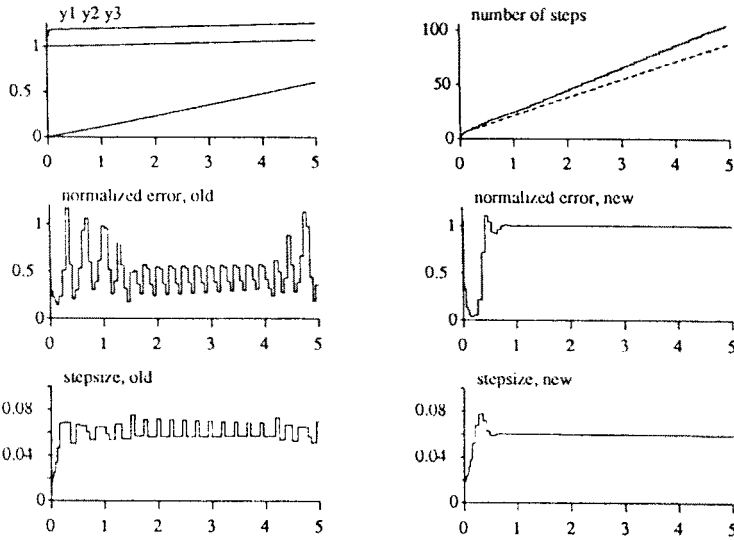 y1 y2 y3
1
0.5
0
0 1 2 3 4 5
number of steps
100
50
0
0 1 2 3 4 5
normalized error, old
1
0.5
0
0 1 2 3 4 5
normalized error, new
1
0.5
0
0 1 2 3 4 5
stepsize, old
0.08
0.04
0
0 1 2 3 4 5
stepsize, new
0.08
0.04
0
0 1 2 3 4 5